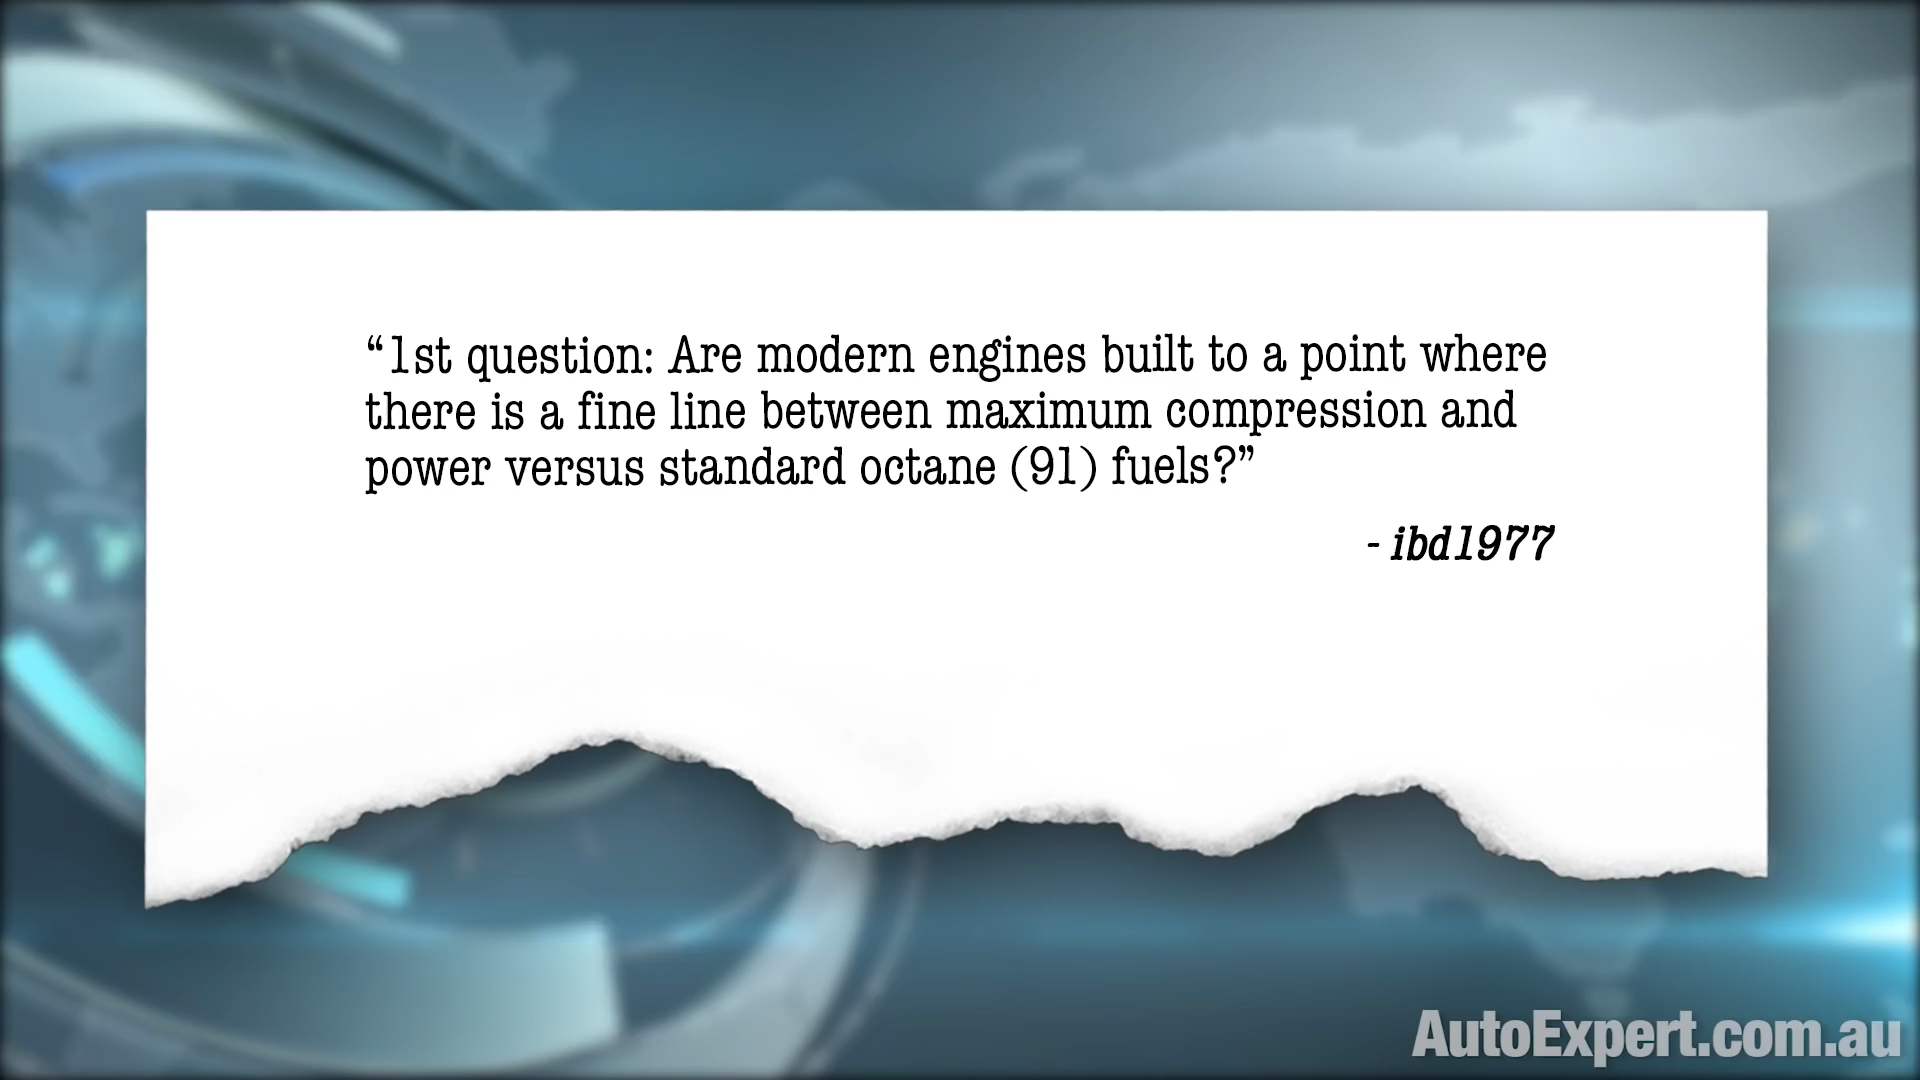 “1st question: Are modern engines built to a point where
there is a fine line between maximum compression and
power versus standard octane (91) fuels?”
- ibd1977
AutoExpert.com.au